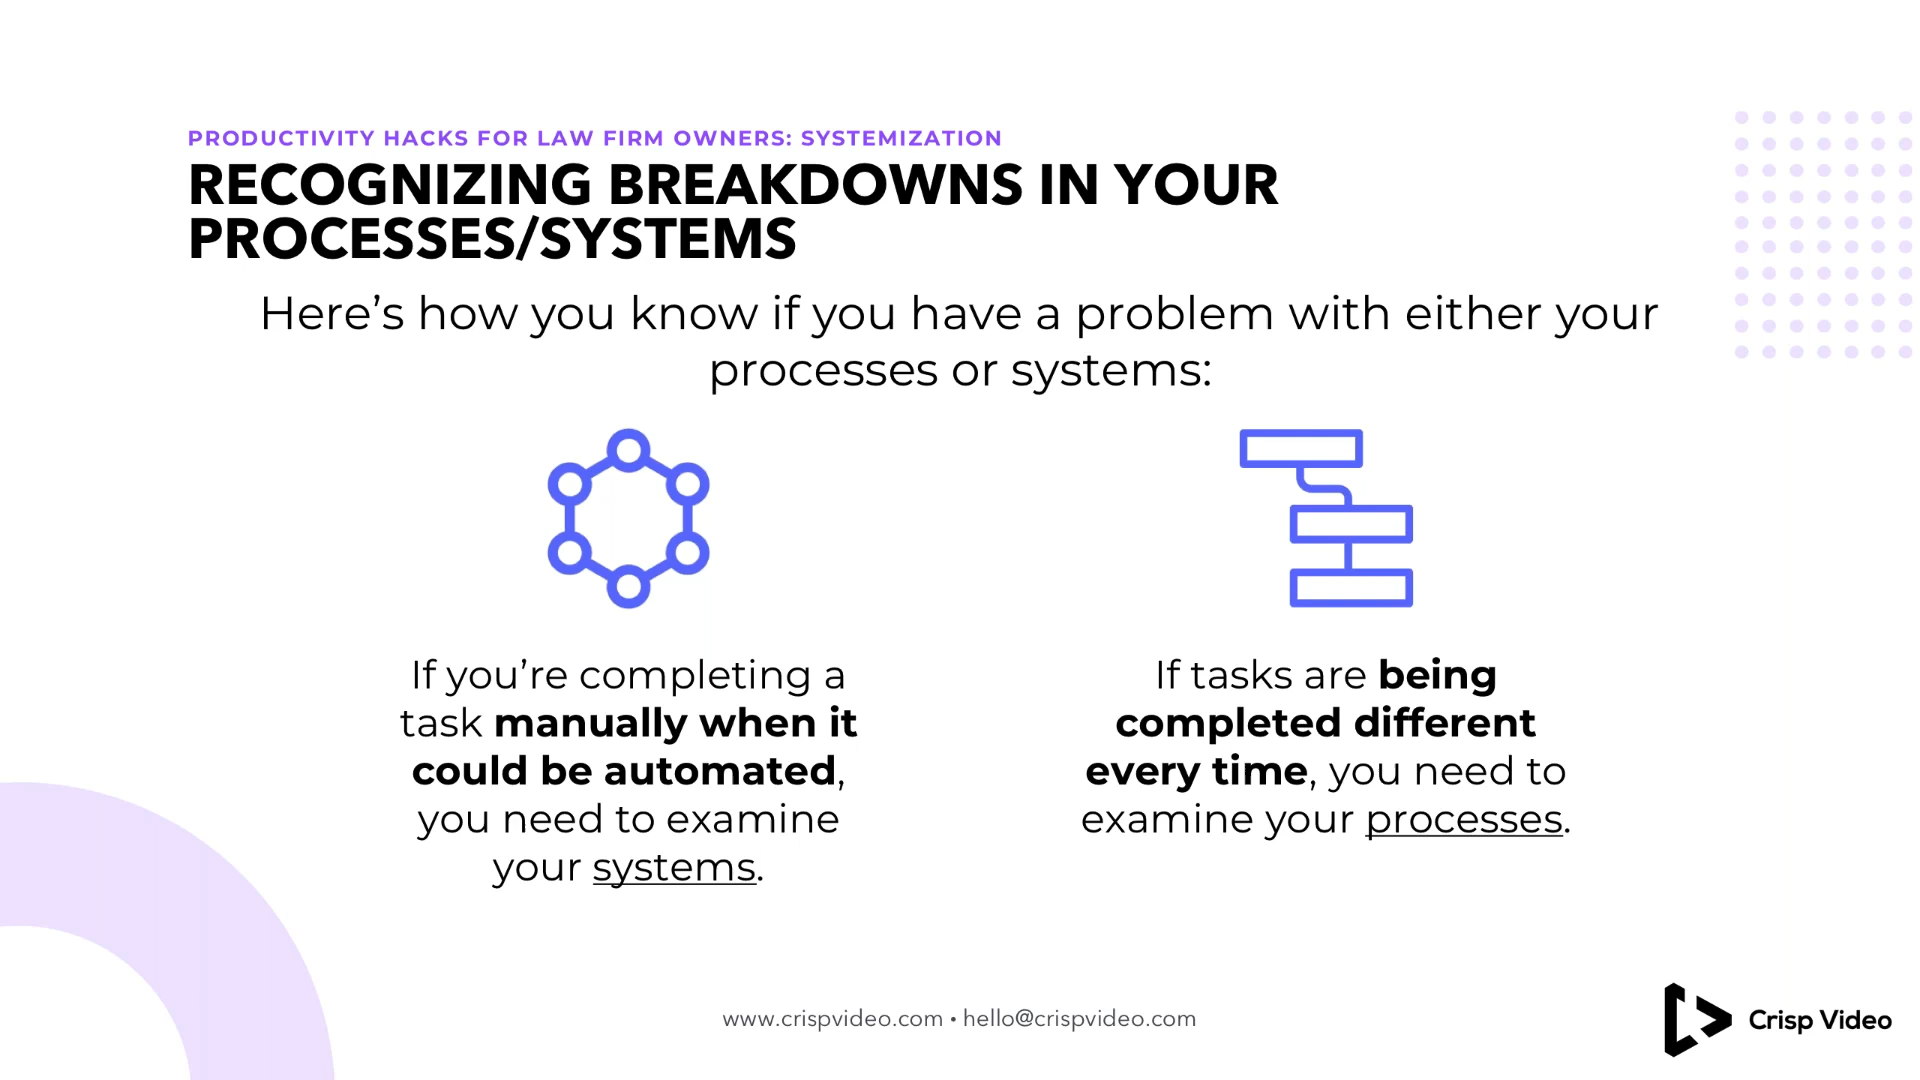 PRODUCTIVITY HACKS FOR LAW FIRM OWNERS: SYSTEMIZATION
RECOGNIZING BREAKDOWNS IN YOUR
PROCESSES/SYSTEMS
Here’s how you know if you have a problem with either your
processes or systems:
If you’re completing a
task manually when it
could be automated,
you need to examine
your systems.
If tasks are being
completed different
every time, you need to
examine your processes.
www.crispvideo.com • hello@crispvideo.com
Crisp Video